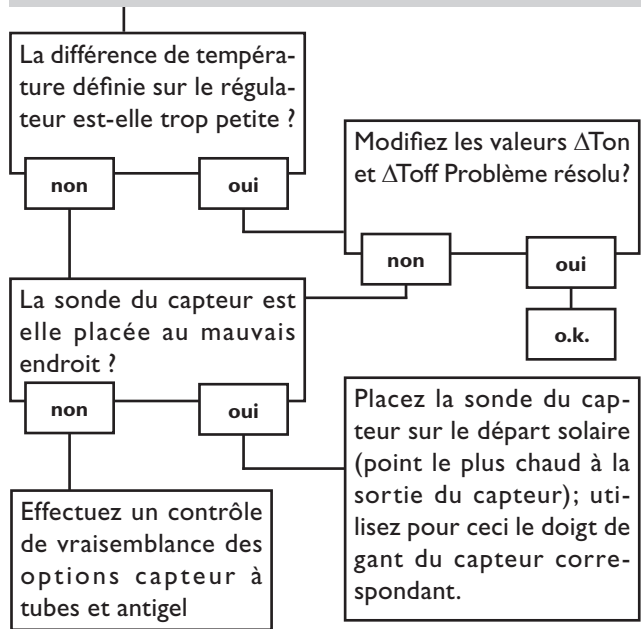 La différence de tempéra-
ture définie sur le régula-
teur est-elle trop petite ?
non
oui
Modifiez les valeurs ΔTon
et ΔToff Problème résolu?
non
oui
o.k.
La sonde du capteur est
elle placée au mauvais
endroit ?
non
oui
Placez la sonde du cap-
teur sur le départ solaire
(point le plus chaud à la
sortie du capteur); uti-
lisez pour ceci le doigt de
gant du capteur corre-
spondant.
Effectuez un contrôle
de vraisemblance des
options capteur à
tubes et antigel